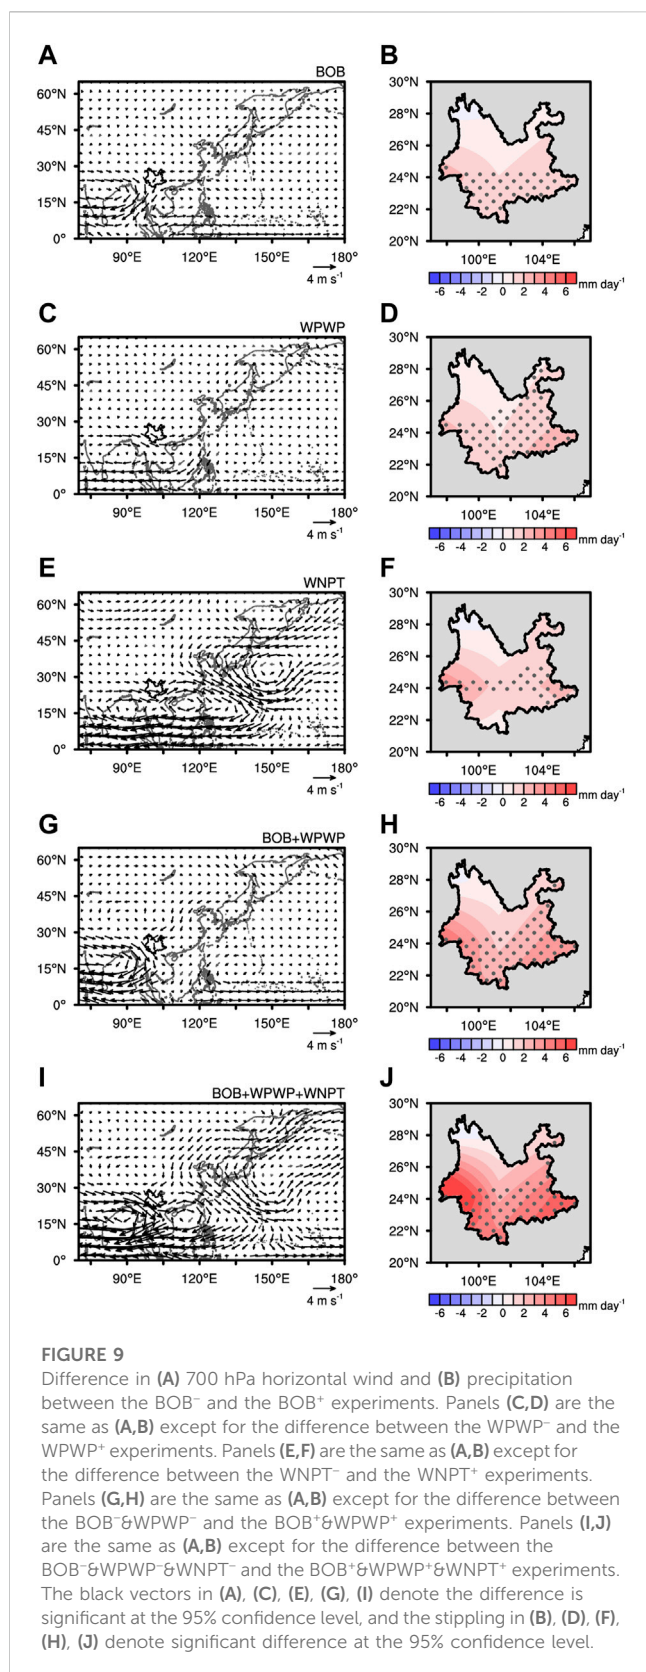 A
BOB
60°N
45°N
30°N
15°N
0°
90°E 120°E 150°E 180°
4 m s⁻¹
B
30°N
28°N
26°N
24°N
22°N
20°N
100°E 104°E
-6 -4 -2 0 2 4 6 mm day⁻¹
C
WPWP
60°N
45°N
30°N
15°N
0°
90°E 120°E 150°E 180°
4 m s⁻¹
D
30°N
28°N
26°N
24°N
22°N
20°N
100°E 104°E
-6 -4 -2 0 2 4 6 mm day⁻¹
E
WNPT
60°N
45°N
30°N
15°N
0°
90°E 120°E 150°E 180°
4 m s⁻¹
F
30°N
28°N
26°N
24°N
22°N
20°N
100°E 104°E
-6 -4 -2 0 2 4 6 mm day⁻¹
G
BOB+WPWP
60°N
45°N
30°N
15°N
0°
90°E 120°E 150°E 180°
4 m s⁻¹
H
30°N
28°N
26°N
24°N
22°N
20°N
100°E 104°E
-6 -4 -2 0 2 4 6 mm day⁻¹
I
BOB+WPWP+WNPT
60°N
45°N
30°N
15°N
0°
90°E 120°E 150°E 180°
4 m s⁻¹
J
30°N
28°N
26°N
24°N
22°N
20°N
100°E 104°E
-6 -4 -2 0 2 4 6 mm day⁻¹
FIGURE 9
Difference in (A) 700 hPa horizontal wind and (B) precipitation
between the BOB⁻ and the BOB⁺ experiments. Panels (C,D) are the
same as (A,B) except for the difference between the WPWP⁻ and the
WPWP⁺ experiments. Panels (E,F) are the same as (A,B) except for
the difference between the WNPT⁻ and the WNPT⁺ experiments.
Panels (G,H) are the same as (A,B) except for the difference between
the BOB⁻&WPWP⁻ and the BOB⁺&WPWP⁺ experiments. Panels (I,J)
are the same as (A,B) except for the difference between the
BOB⁻&WPWP⁻&WNPT⁻ and the BOB⁺&WPWP⁺&WNPT⁺ experiments.
The black vectors in (A), (C), (E), (G), (I) denote the difference is
significant at the 95% confidence level, and the stippling in (B), (D), (F),
(H), (J) denote significant difference at the 95% confidence level.